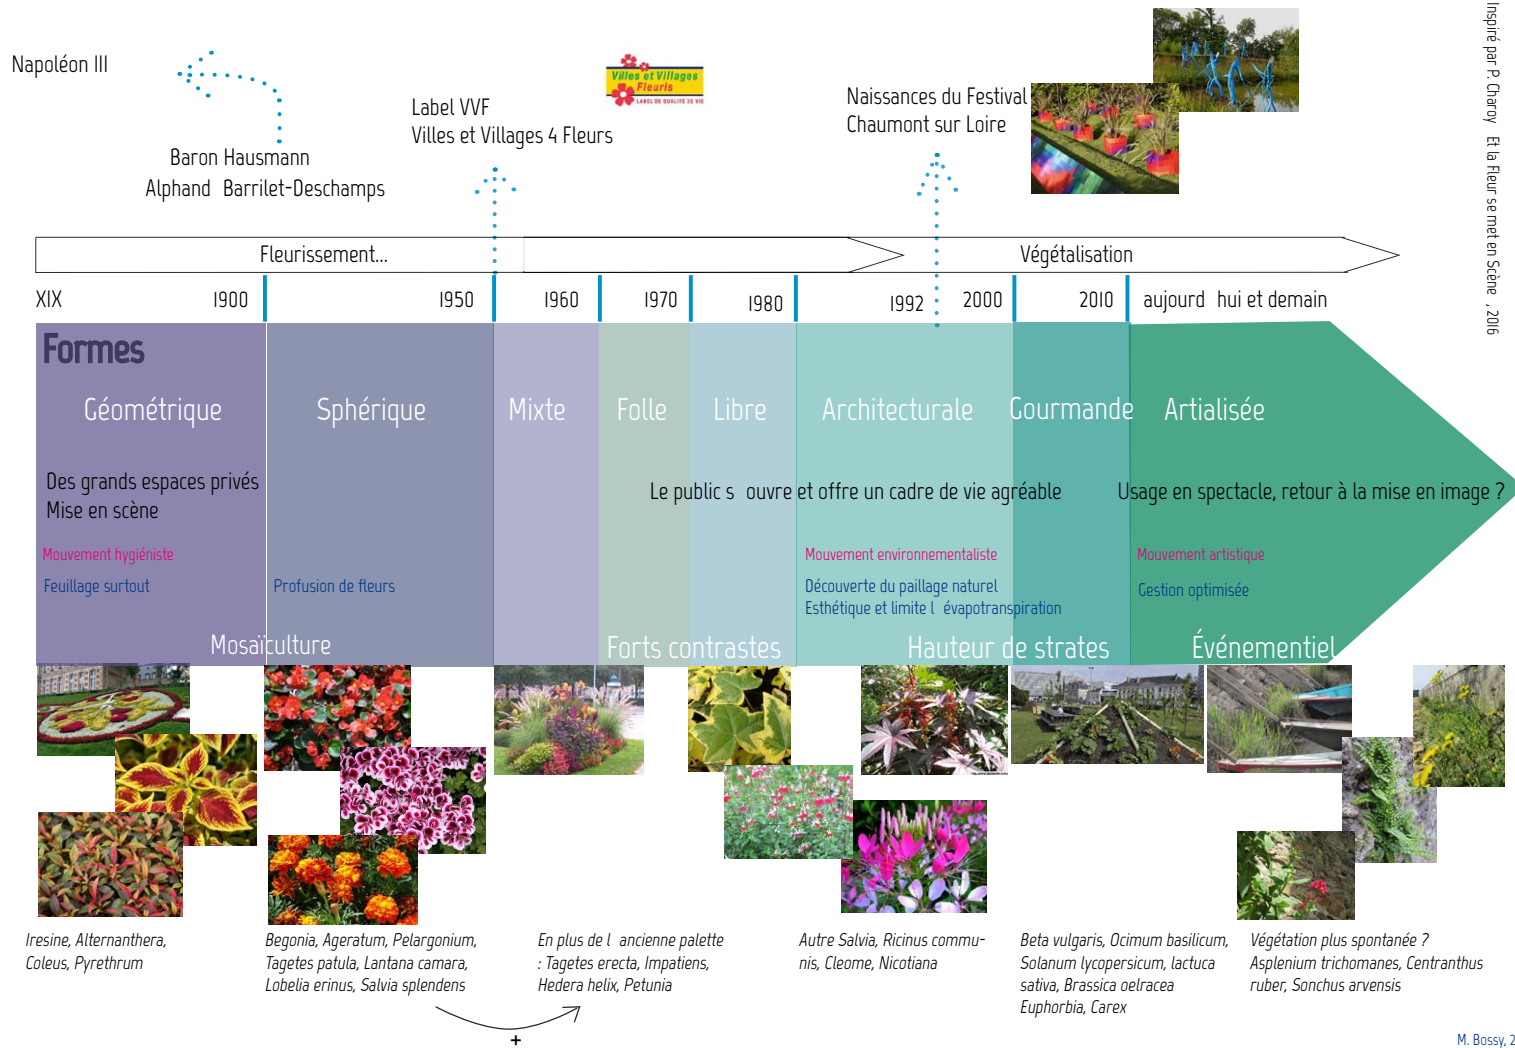 Napoléon III
Baron Hausmann
Alphand Barrilet-Deschamps
Label VVF
Villes et Villages 4 Fleurs
Villes et Villages
Fleuris
LABEL DE QUALITÉ DE VIE
Naissances du Festival
Chaumont sur Loire
Inspiré par P. Charoy Et la Fleur se met en Scène , 2016
Fleurissement...
Végétalisation
XIX
1900
1950
1960
1970
1980
1992
2000
2010
aujourd hui et demain
Formes
Géométrique
Sphérique
Mixte
Folle
Libre
Architecturale
Gourmande
Artialisée
Des grands espaces privés
Mise en scène
Le public s ouvre et offre un cadre de vie agréable
Usage en spectacle, retour à la mise en image ?
Mouvement hygiéniste
Mouvement environnementaliste
Mouvement artistique
Feuillage surtout
Profusion de fleurs
Découverte du paillage naturel
Esthétique et limite l évapotranspiration
Gestion optimisée
Mosaïculture
Forts contrastes
Hauteur de strates
Événementiel
Iresine, Alternanthera,
Coleus, Pyrethrum
Begonia, Ageratum, Pelargonium,
Tagetes patula, Lantana camara,
Lobelia erinus, Salvia splendens
+
En plus de l ancienne palette
: Tagetes erecta, Impatiens,
Hedera helix, Petunia
Autre Salvia, Ricinus commu-
nis, Cleome, Nicotiana
Beta vulgaris, Ocimum basilicum,
Solanum lycopersicum, lactuca
sativa, Brassica oelracea
Euphorbia, Carex
Végétation plus spontanée ?
Asplenium trichomanes, Centranthus
ruber, Sonchus arvensis
M. Bossy, 2